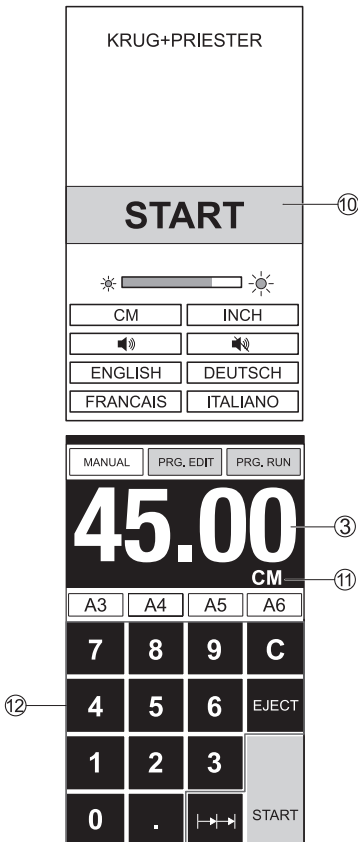 KRUG+PRIESTER
START
10
CM INCH
ENGLISH DEUTSCH
FRANCAIS ITALIANO
MANUAL PRG. EDIT PRG. RUN
45.00
3
CM
11
A3 A4 A5 A6
7 8 9 C
12
4 5 6 EJECT
1 2 3
0 . START